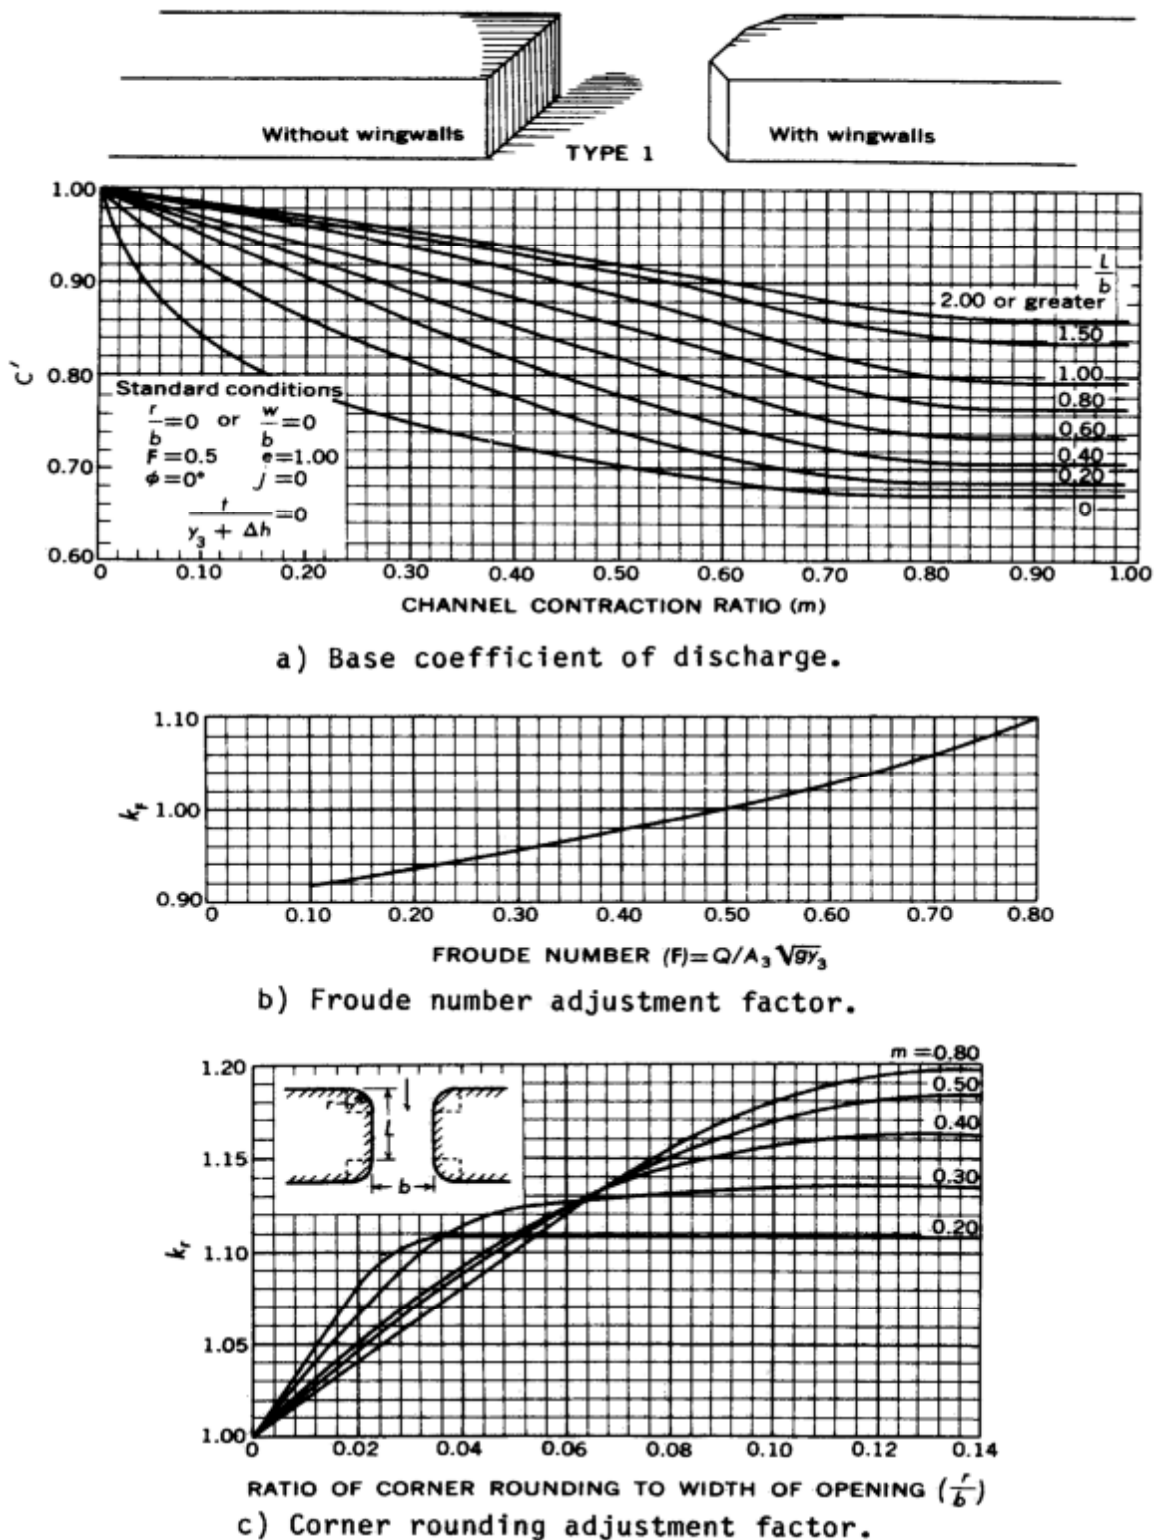 Without wingwalls
With wingwalls
TYPE 1
1.00
0.90
0.80
0.70
0.60
C'
L/b
2.00 or greater
1.50
1.00
0.80
0.60
0.40
0.20
0
Standard conditions
r/b=0 or w/b=0
F=0.5 e=1.00
φ=0° j=0
t/(y₃ + Δh)=0
0 0.10 0.20 0.30 0.40 0.50 0.60 0.70 0.80 0.90 1.00
CHANNEL CONTRACTION RATIO (m)
a) Base coefficient of discharge.
1.10
1.00
0.90
k_F
0 0.10 0.20 0.30 0.40 0.50 0.60 0.70 0.80
FROUDE NUMBER (F)=Q/A₃√gy₃
b) Froude number adjustment factor.
1.20
1.15
1.10
1.05
1.00
k_r
r
L
b
m=0.80
0.50
0.40
0.30
0.20
0 0.02 0.04 0.06 0.08 0.10 0.12 0.14
RATIO OF CORNER ROUNDING TO WIDTH OF OPENING (r/b)
c) Corner rounding adjustment factor.